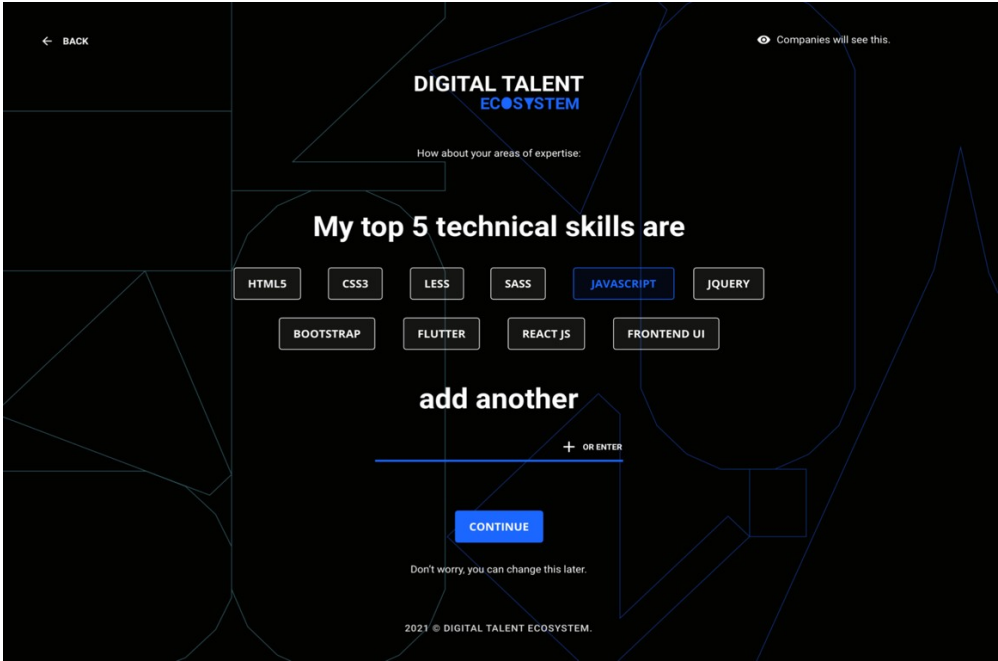 BACK
Companies will see this.
DIGITAL TALENT
ECOSYSTEM
How about your areas of expertise:
My top 5 technical skills are
HTML5 CSS3 LESS SASS JAVASCRIPT JQUERY
BOOTSTRAP FLUTTER REACT JS FRONTEND UI
add another
OR ENTER
CONTINUE
Don't worry, you can change this later.
2021 © DIGITAL TALENT ECOSYSTEM.